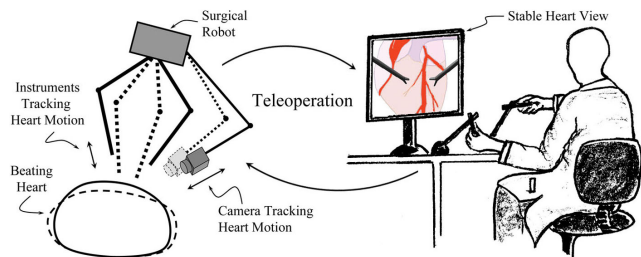 Surgical
Robot
Stable Heart View
Instruments
Tracking
Heart Motion
Teleoperation
Beating
Heart
Camera Tracking
Heart Motion